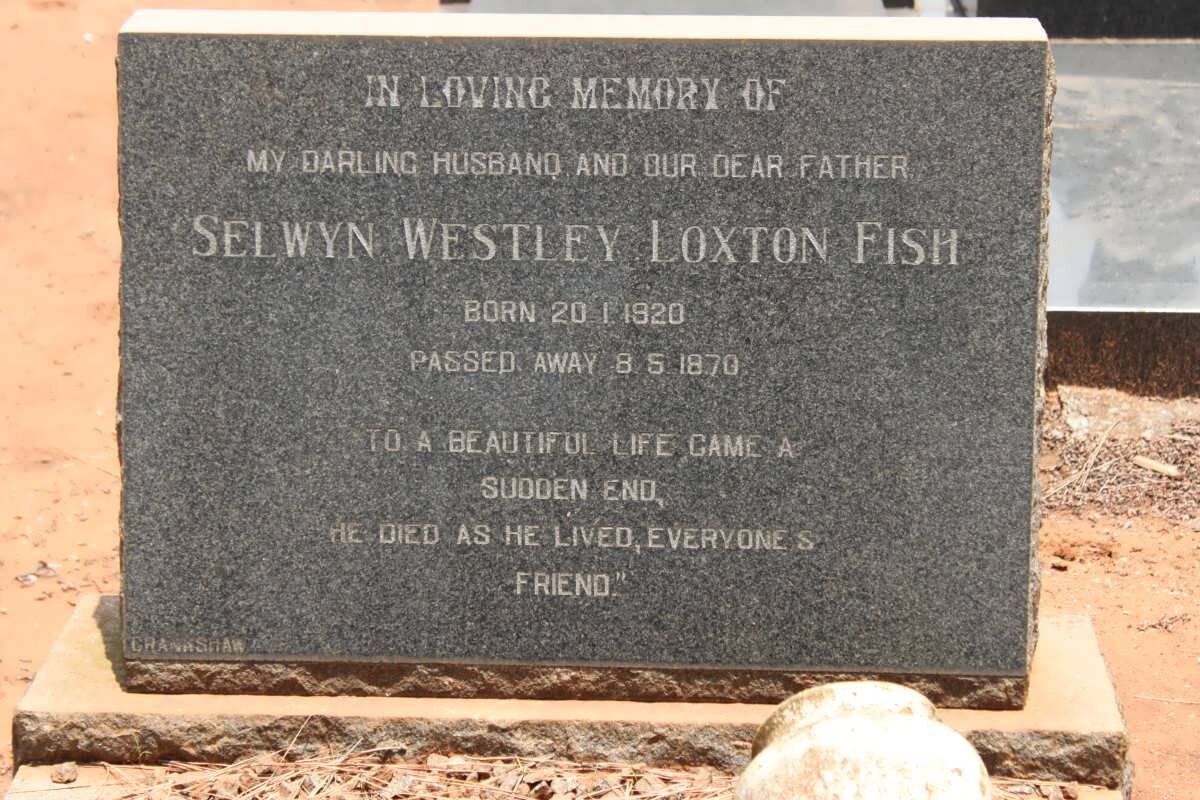 IN LOVING MEMORY OF
MY DARLING HUSBAND AND OUR DEAR FATHER
SELWYN WESTLEY LOXTON FISH
BORN 20 1 1920
PASSED AWAY 8 5 1970
TO A BEAUTIFUL LIFE CAME A
SUDDEN END,
HE DIED AS HE LIVED, EVERYONE'S
FRIEND."
CRANKSHAW